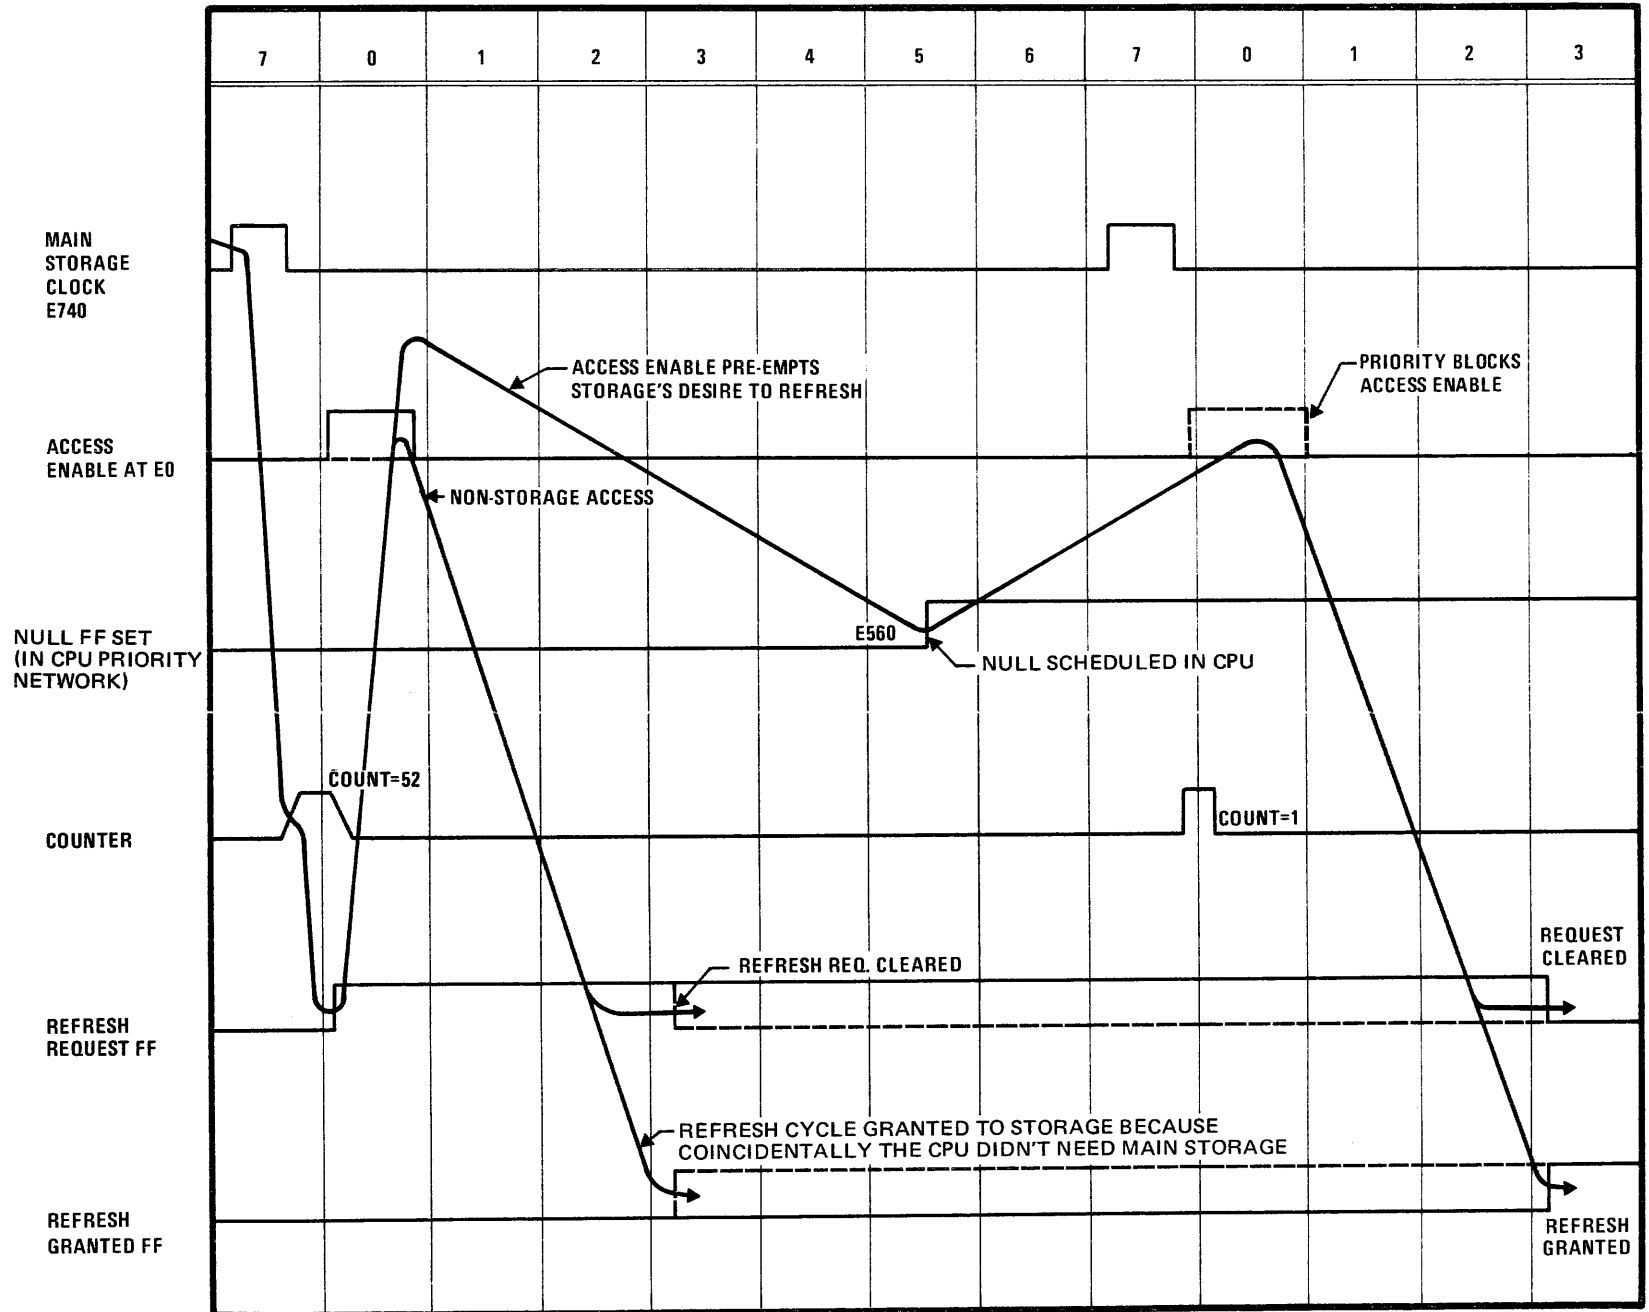 7 0 1 2 3 4 5 6 7 0 1 2 3
MAIN
STORAGE
CLOCK
E740
ACCESS ENABLE PRE-EMPTS
STORAGE'S DESIRE TO REFRESH
PRIORITY BLOCKS
ACCESS ENABLE
ACCESS
ENABLE AT E0
NON-STORAGE ACCESS
NULL FF SET
(IN CPU PRIORITY
NETWORK)
E560
NULL SCHEDULED IN CPU
COUNT=52
COUNTER
COUNT=1
REFRESH REQ. CLEARED
REQUEST
CLEARED
REFRESH
REQUEST FF
REFRESH CYCLE GRANTED TO STORAGE BECAUSE
COINCIDENTALLY THE CPU DIDN'T NEED MAIN STORAGE
REFRESH
GRANTED FF
REFRESH
GRANTED